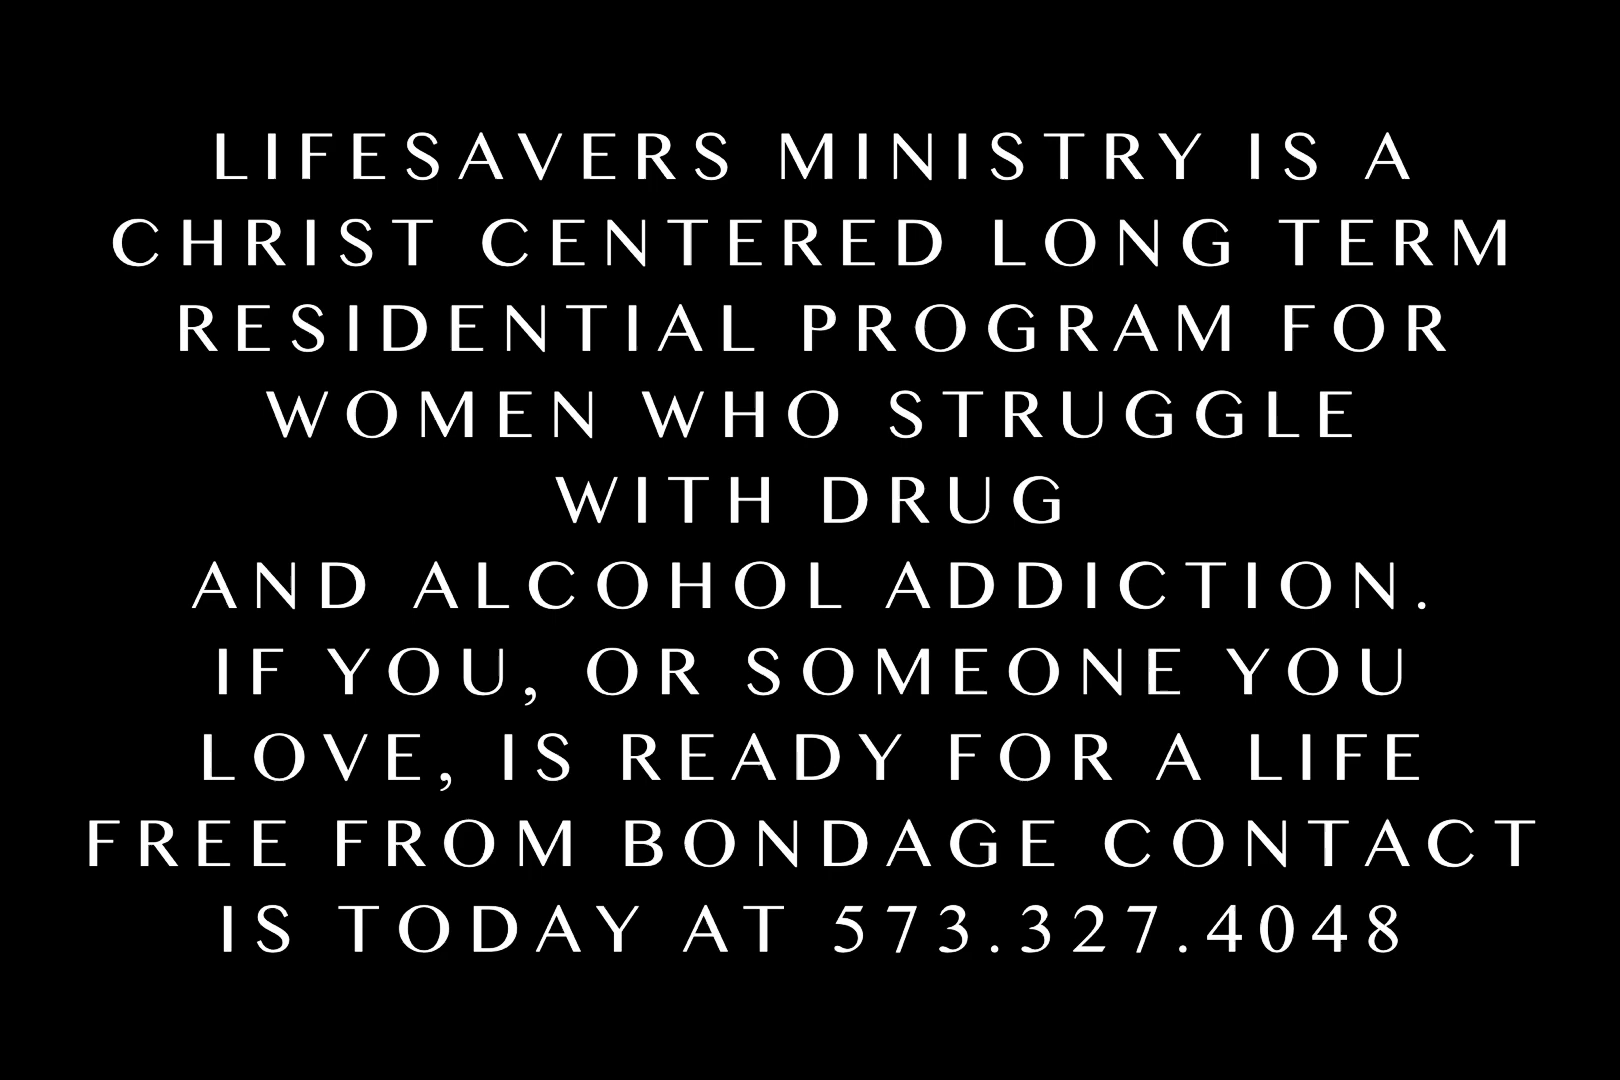 LIFESAVERS MINISTRY IS A
CHRIST CENTERED LONG TERM
RESIDENTIAL PROGRAM FOR
WOMEN WHO STRUGGLE
WITH DRUG
AND ALCOHOL ADDICTION.
IF YOU, OR SOMEONE YOU
LOVE, IS READY FOR A LIFE
FREE FROM BONDAGE CONTACT
IS TODAY AT 573.327.4048